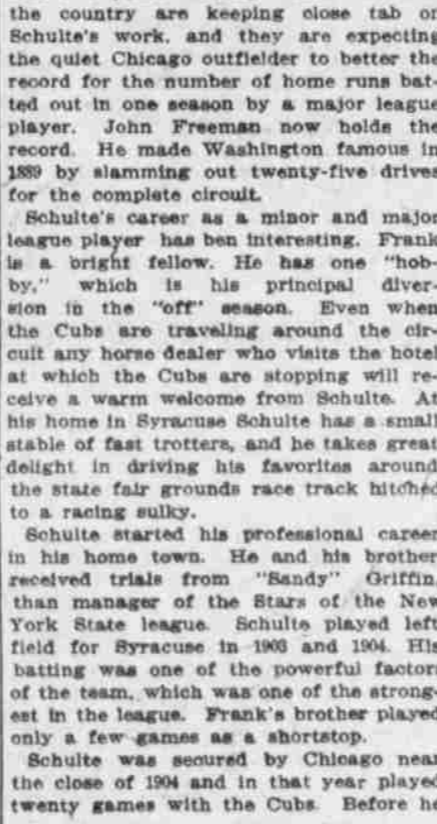 the country are keeping close tab on
Schulte's work, and they are expecting
the quiet Chicago outfielder to better the
record for the number of home runs bat-
ted out in one season by a major league
player. John Freeman now holds the
record. He made Washington famous in
1889 by slamming out twenty-five drives
for the complete circuit.
Schulte's career as a minor and major
league player has ben interesting. Frank
is a bright fellow. He has one "hob-
by," which is his principal diver-
sion in the "off" season. Even when
the Cubs are traveling around the cir-
cuit any horse dealer who visits the hotel
at which the Cubs are stopping will re-
ceive a warm welcome from Schulte. At
his home in Syracuse Schulte has a small
stable of fast trotters, and he takes great
delight in driving his favorites around
the state fair grounds race track hitched
to a racing sulky.
Schulte started his professional career
in his home town. He and his brother
received trials from "Sandy" Griffin,
than manager of the Stars of the New
York State league. Schulte played left
field for Syracuse in 1903 and 1904. His
batting was one of the powerful factors
of the team, which was one of the strong-
est in the league. Frank's brother played
only a few games as a shortstop.
Schulte was secured by Chicago near
the close of 1904 and in that year played
twenty games with the Cubs. Before he